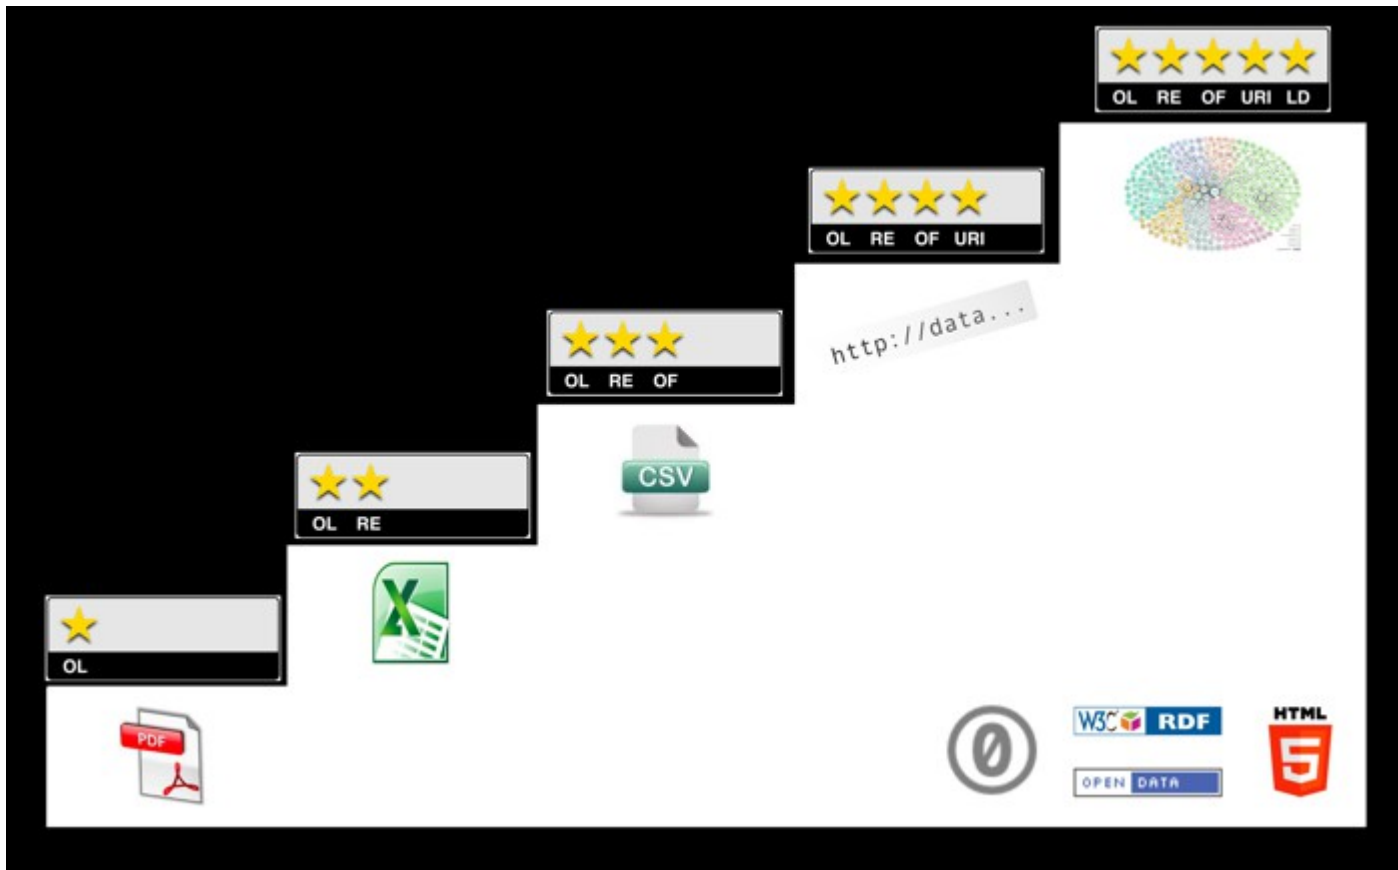 OL RE OF URI LD
OL RE OF URI
http://data...
OL RE OF
CSV
OL RE
OL
PDF
W3C RDF
HTML
OPEN DATA